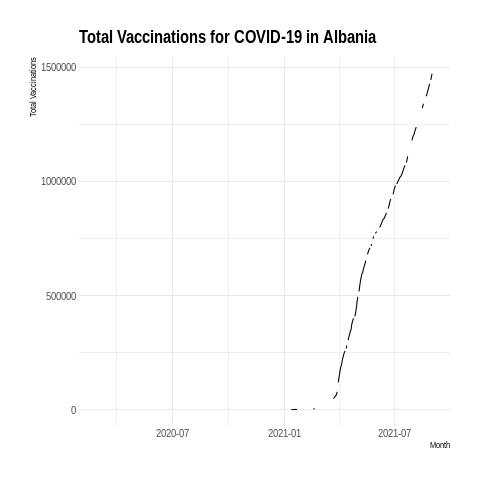 Total Vaccinations for COVID-19 in Albania
Total Vaccinations
1500000
1000000
500000
0
2020-07 2021-01 2021-07
Month